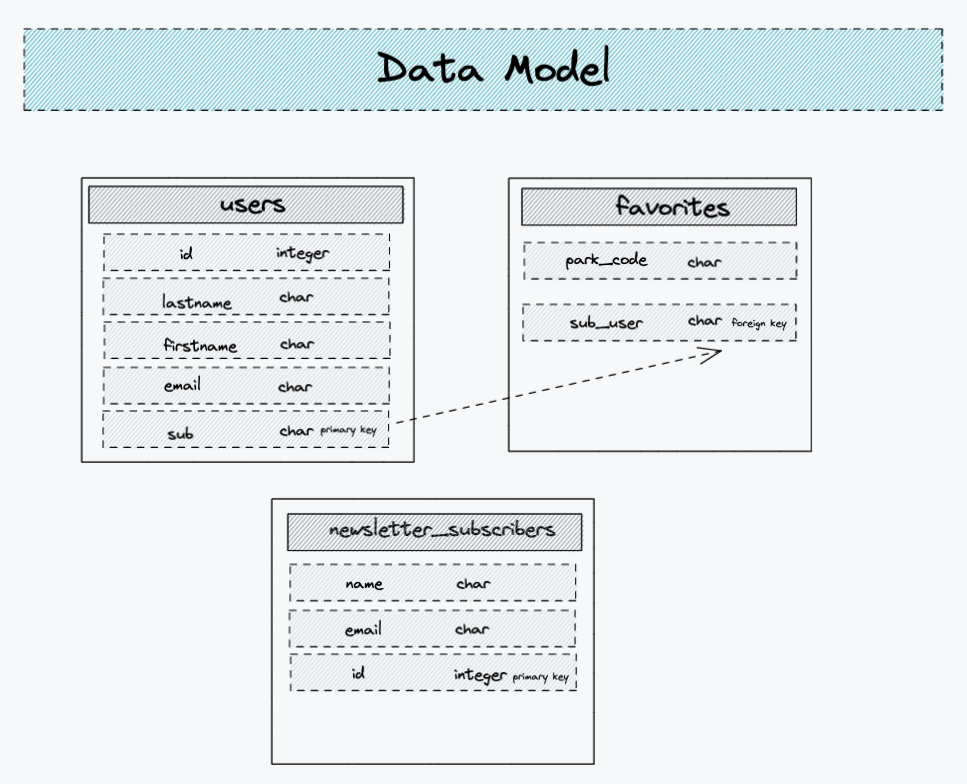 Data Model
users
id integer
lastname char
firstname char
email char
sub char primary key
favorites
park_code char
sub_user char foreign key
newsletter_subscribers
name char
email char
id integer primary key